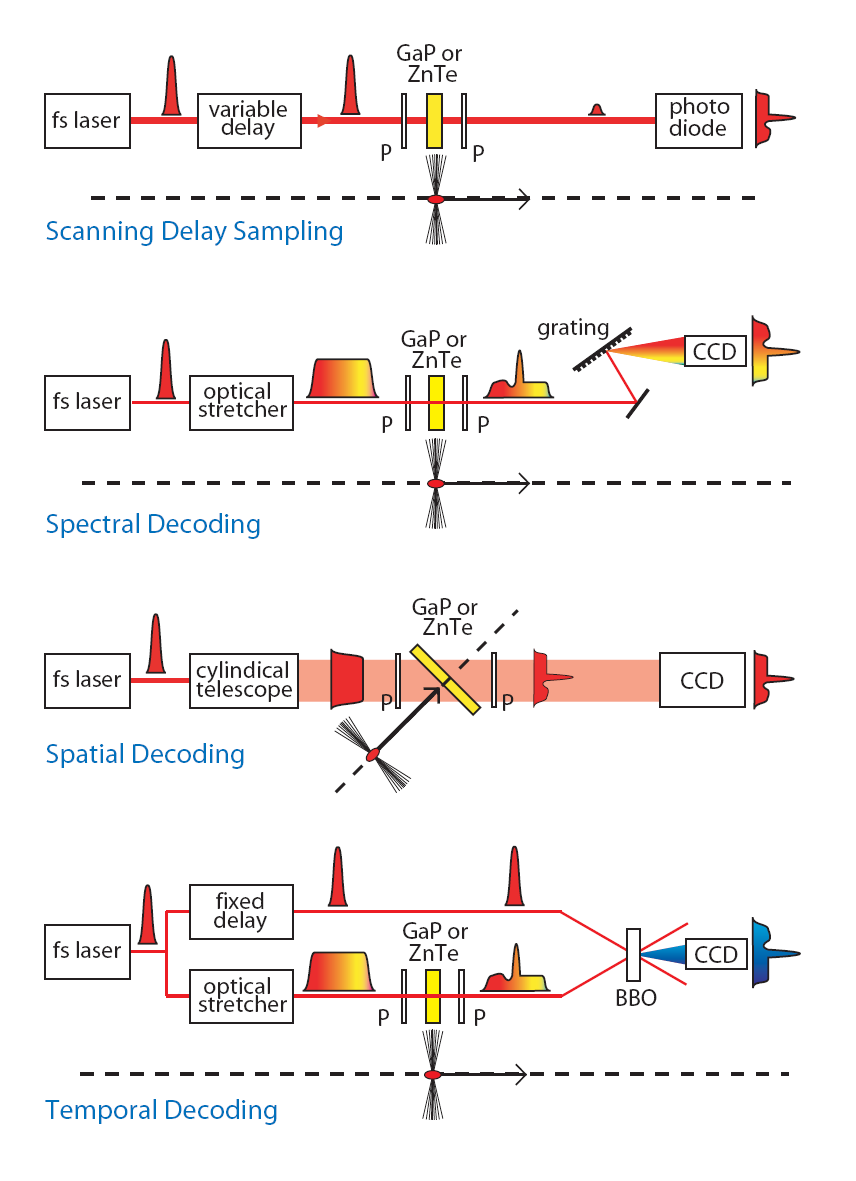 GaP or
ZnTe
fs laser
variable
delay
photo
diode
P
P
Scanning Delay Sampling
grating
GaP or
ZnTe
CCD
fs laser
optical
stretcher
P
P
Spectral Decoding
GaP or
ZnTe
fs laser
cylindical
telescope
CCD
P
P
Spatial Decoding
fixed
delay
GaP or
ZnTe
fs laser
CCD
optical
stretcher
BBO
P
P
Temporal Decoding